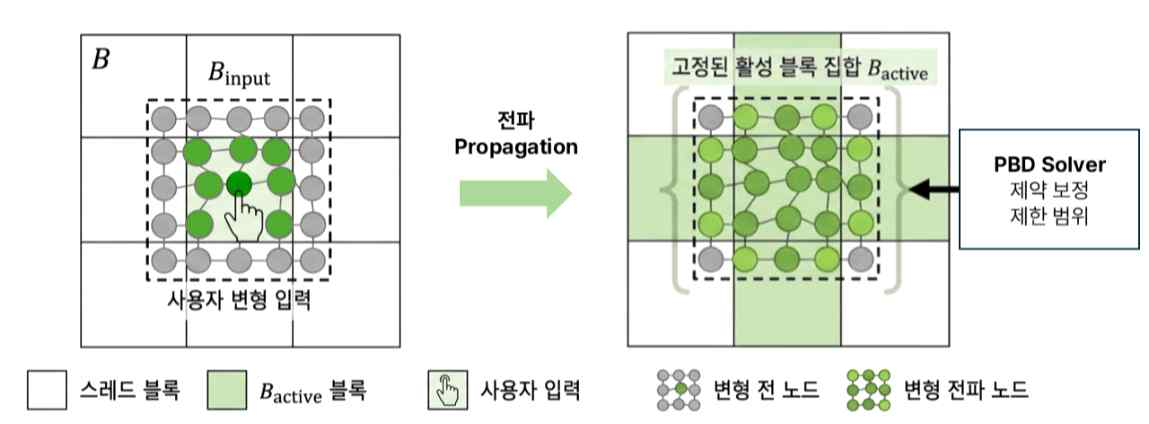 B
B_input
사용자 변형 입력
전파
Propagation
고정된 활성 블록 집합 B_active
PBD Solver
제약 보정
제한 범위
스레드 블록
B_active 블록
사용자 입력
변형 전 노드
변형 전파 노드